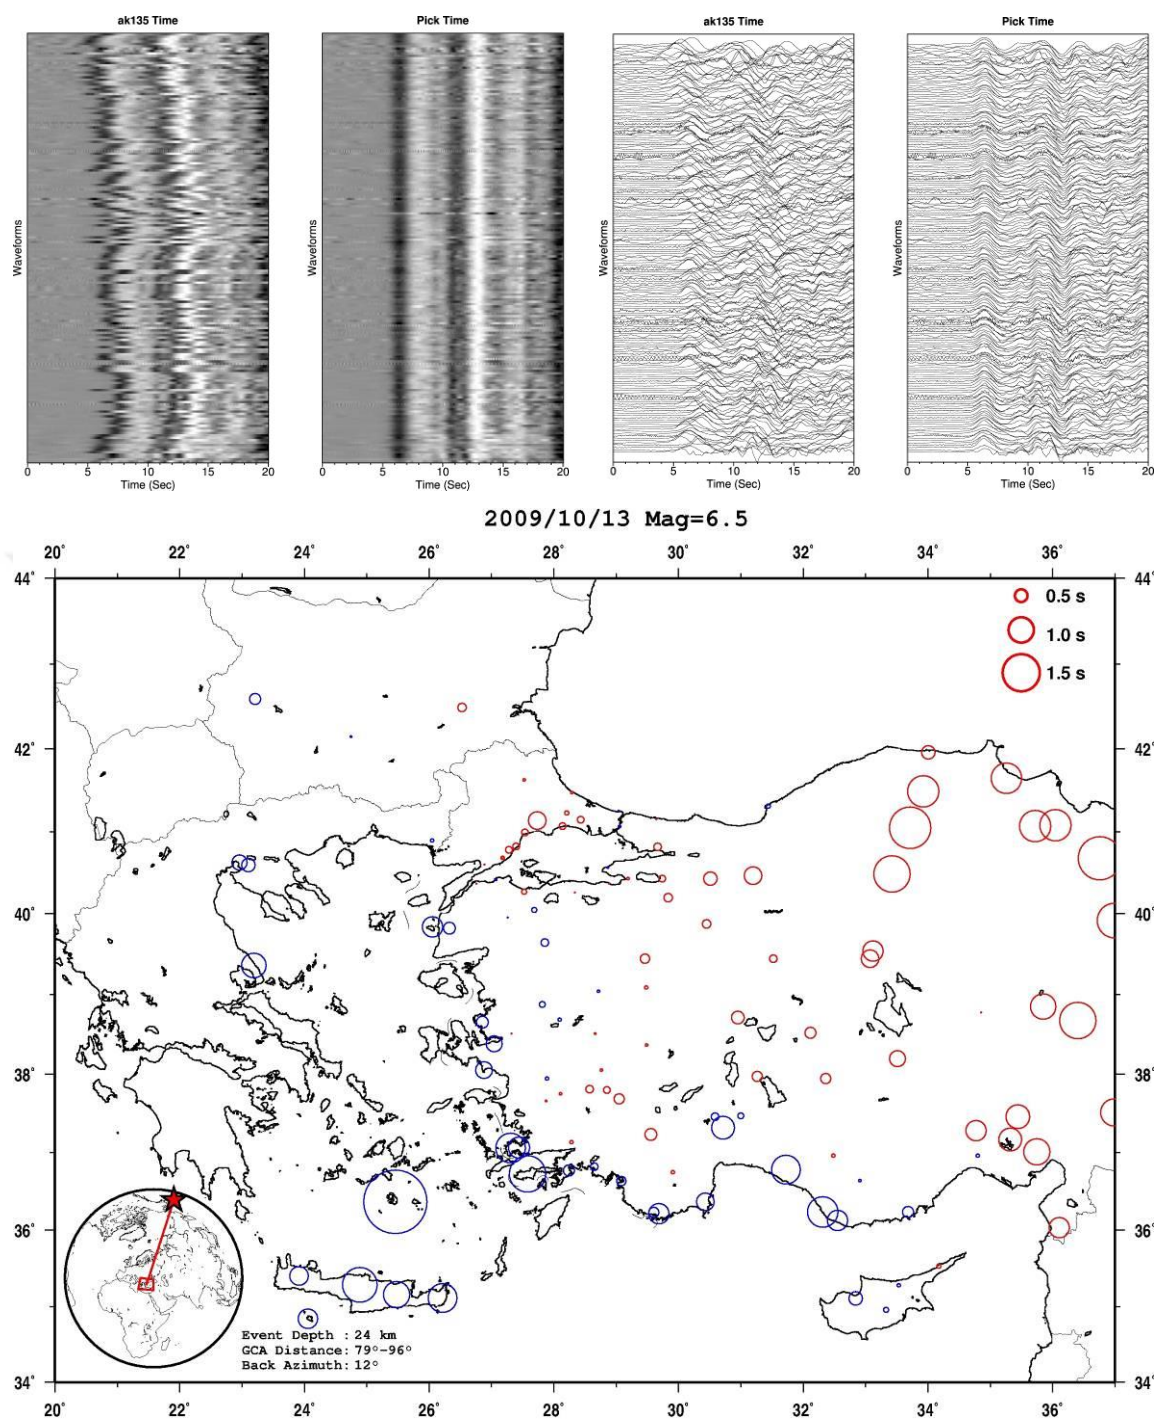 ak135 Time
Pick Time
ak135 Time
Pick Time
Waveforms
Waveforms
Waveforms
Waveforms
0 5 10 15 20
0 5 10 15 20
0 5 10 15 20
0 5 10 15 20
Time (Sec)
Time (Sec)
Time (Sec)
Time (Sec)
2009/10/13 Mag=6.5
20° 22° 24° 26° 28° 30° 32° 34° 36°
44° 44°
0.5 s
1.0 s
1.5 s
42° 42°
40° 40°
38° 38°
36° 36°
Event Depth : 24 km
GCA Distance: 79°-96°
Back Azimuth: 12°
34° 34°
20° 22° 24° 26° 28° 30° 32° 34° 36°